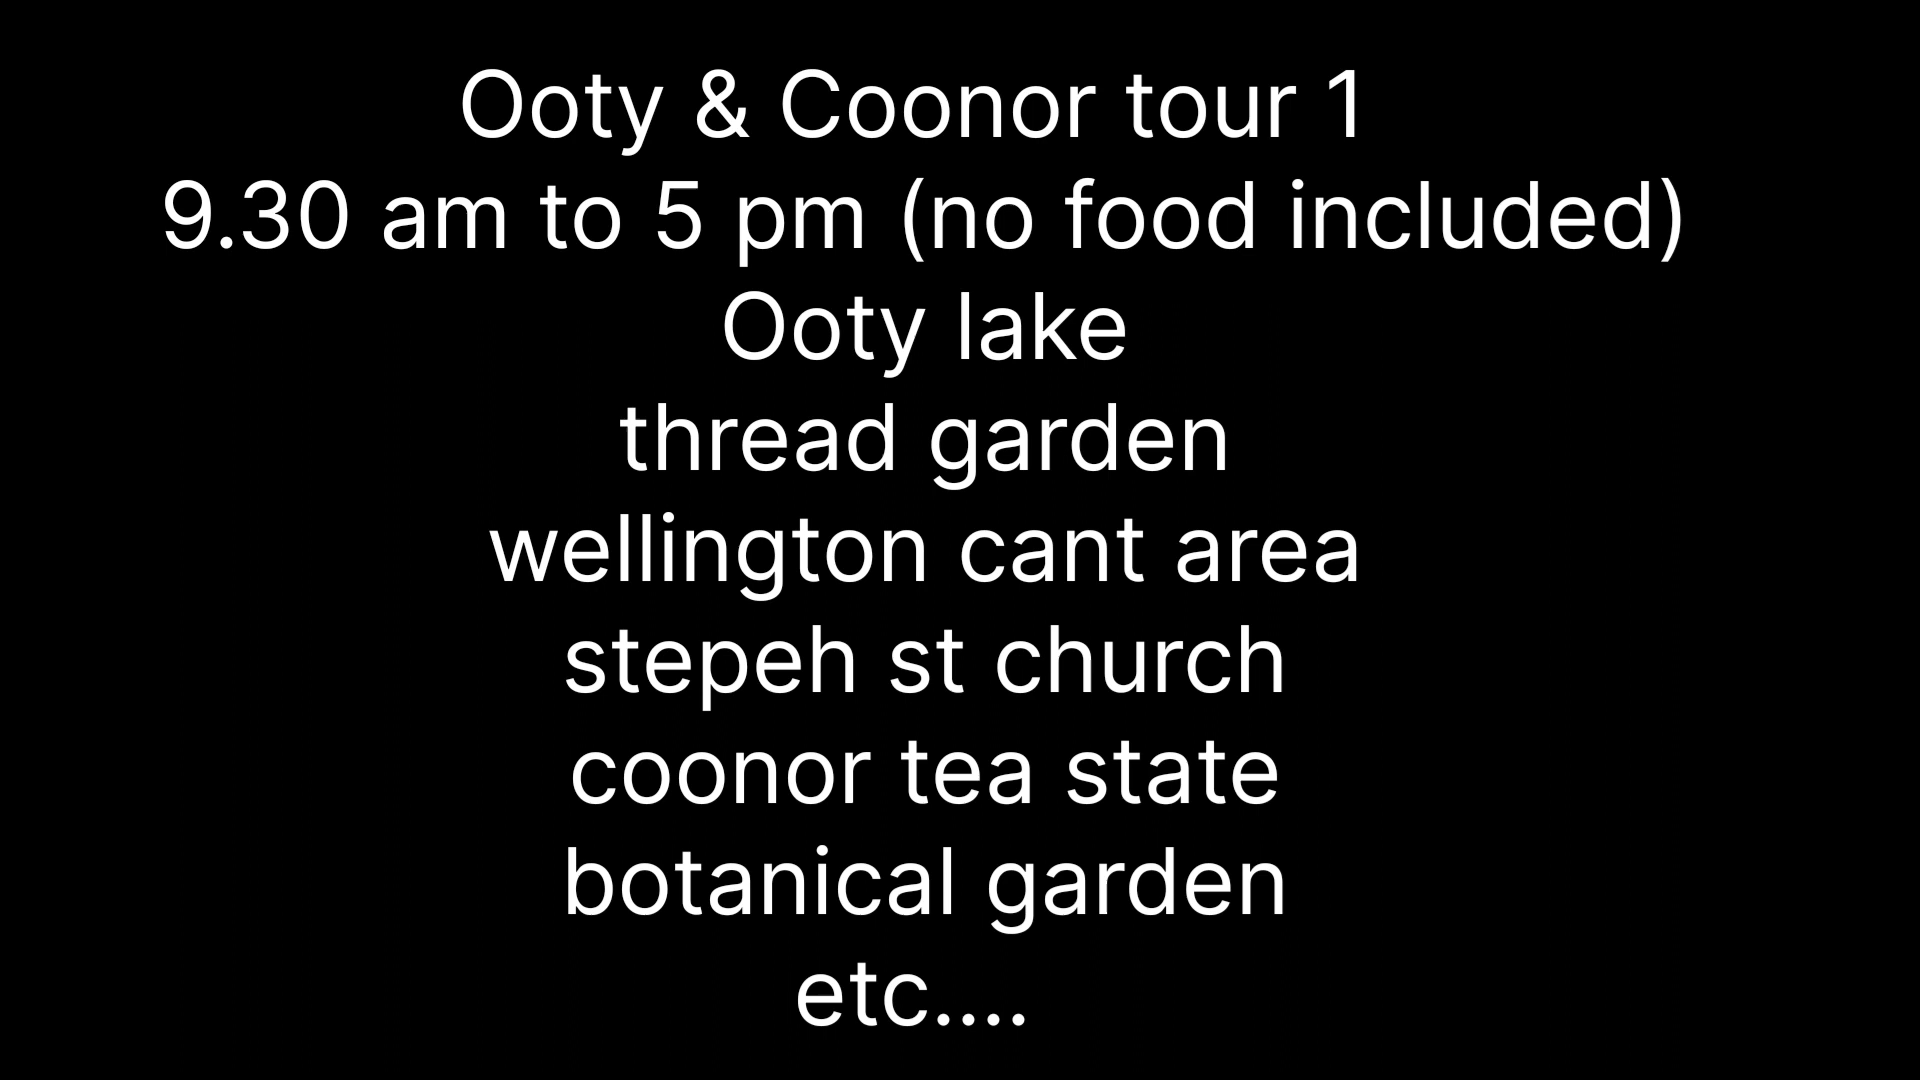 Ooty & Coonor tour 1
9.30 am to 5 pm (no food included)
Ooty lake
thread garden
wellington cant area
stepeh st church
coonor tea state
botanical garden
etc....